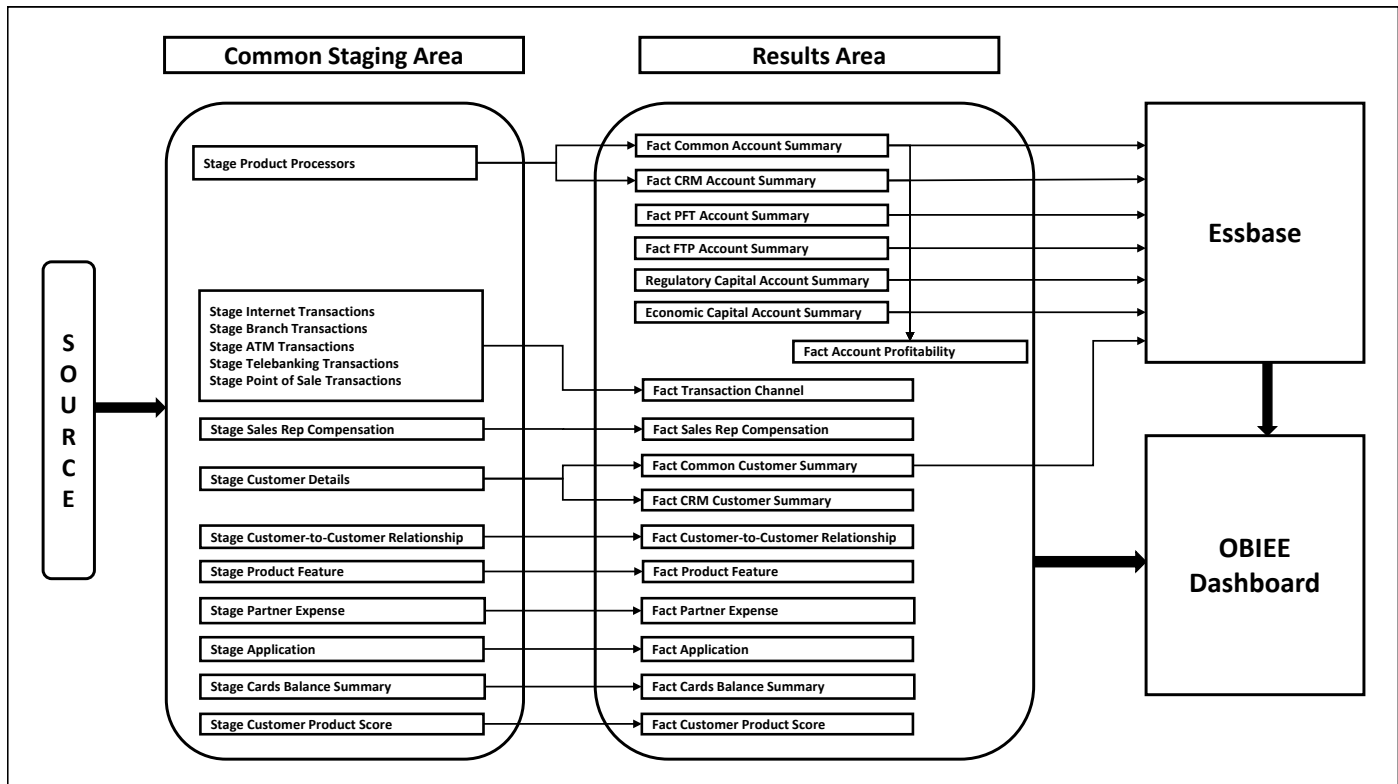 Common Staging Area
Results Area
S
O
U
R
C
E
Stage Product Processors
Stage Internet Transactions
Stage Branch Transactions
Stage ATM Transactions
Stage Telebanking Transactions
Stage Point of Sale Transactions
Stage Sales Rep Compensation
Stage Customer Details
Stage Customer-to-Customer Relationship
Stage Product Feature
Stage Partner Expense
Stage Application
Stage Cards Balance Summary
Stage Customer Product Score
Fact Common Account Summary
Fact CRM Account Summary
Fact PFT Account Summary
Fact FTP Account Summary
Regulatory Capital Account Summary
Economic Capital Account Summary
Fact Account Profitability
Fact Transaction Channel
Fact Sales Rep Compensation
Fact Common Customer Summary
Fact CRM Customer Summary
Fact Customer-to-Customer Relationship
Fact Product Feature
Fact Partner Expense
Fact Application
Fact Cards Balance Summary
Fact Customer Product Score
Essbase
OBIEE
Dashboard